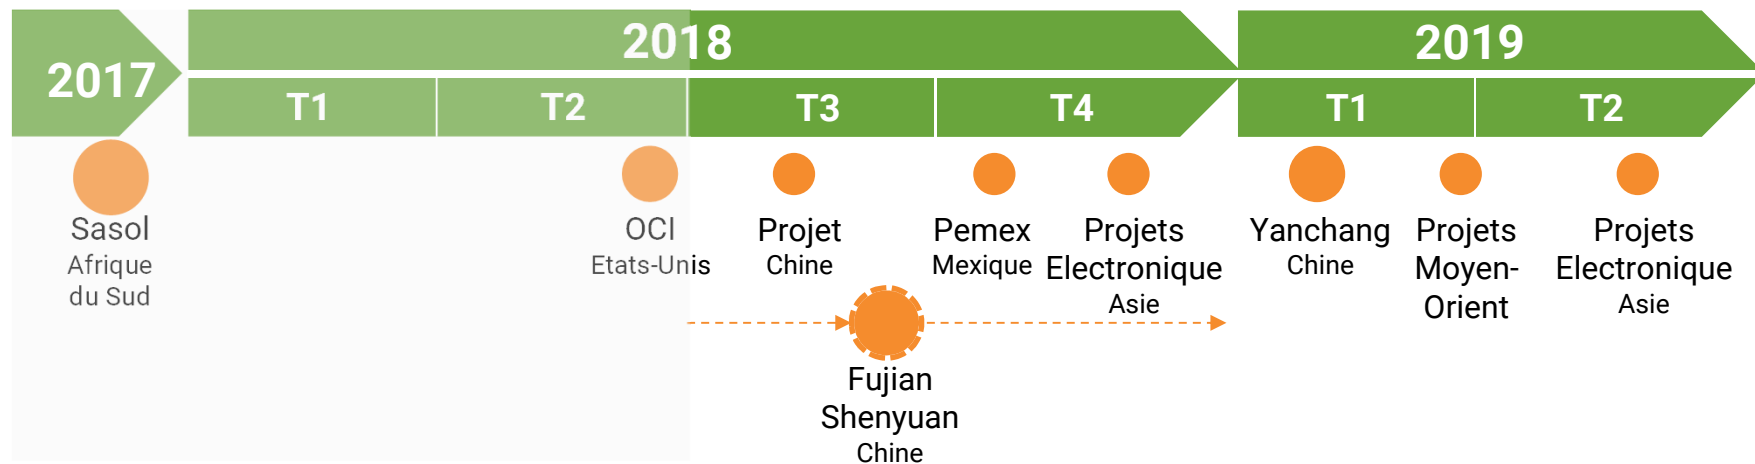 2017
2018
2019
T1
T2
T3
T4
T1
T2
Sasol
Afrique
du Sud
OCI
Etats-Unis
Projet
Chine
Pemex
Mexique
Projets
Electronique
Asie
Yanchang
Chine
Projets
Moyen-
Orient
Projets
Electronique
Asie
Fujian
Shenyuan
Chine